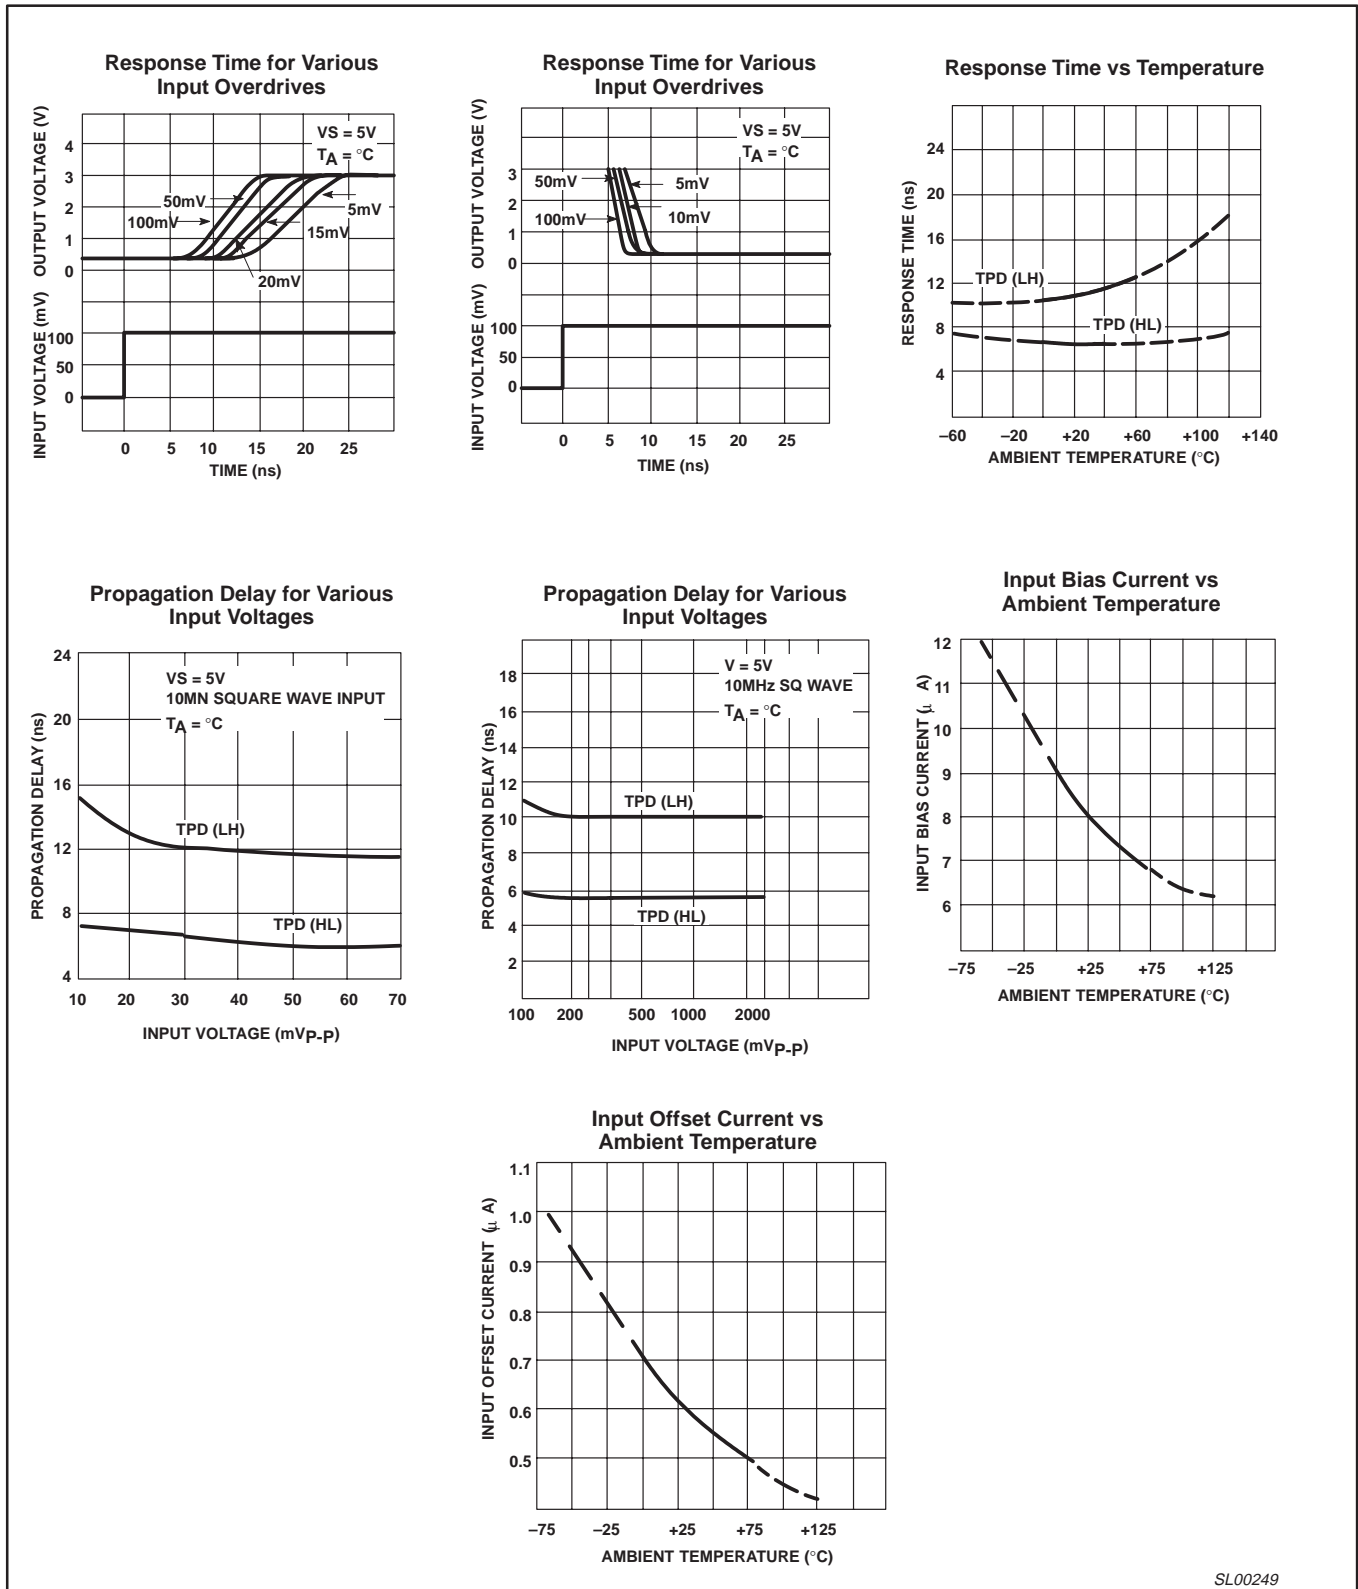 Response Time for Various
Input Overdrives
OUTPUT VOLTAGE (V)
INPUT VOLTAGE (mV)
4
3
2
1
0
100
50
0
VS = 5V
TA = °C
50mV
100mV
5mV
15mV
20mV
0 5 10 15 20 25
TIME (ns)
Response Time for Various
Input Overdrives
OUTPUT VOLTAGE (V)
INPUT VOLTAGE (mV)
3
2
1
0
100
50
0
VS = 5V
TA = °C
50mV
5mV
100mV
10mV
0 5 10 15 20 25
TIME (ns)
Response Time vs Temperature
RESPONSE TIME (ns)
24
20
16
12
8
4
TPD (LH)
TPD (HL)
–60 –20 +20 +60 +100 +140
AMBIENT TEMPERATURE (°C)
Propagation Delay for Various
Input Voltages
PROPAGATION DELAY (ns)
24
20
16
12
8
4
VS = 5V
10MN SQUARE WAVE INPUT
TA = °C
TPD (LH)
TPD (HL)
10 20 30 40 50 60 70
INPUT VOLTAGE (mVP-P)
Propagation Delay for Various
Input Voltages
PROPAGATION DELAY (ns)
18
16
14
12
10
8
6
4
2
V = 5V
10MHz SQ WAVE
TA = °C
TPD (LH)
TPD (HL)
100 200 500 1000 2000
INPUT VOLTAGE (mVP-P)
Input Bias Current vs
Ambient Temperature
INPUT BIAS CURRENT (µ A)
12
11
10
9
8
7
6
–75 –25 +25 +75 +125
AMBIENT TEMPERATURE (°C)
Input Offset Current vs
Ambient Temperature
INPUT OFFSET CURRENT (µ A)
1.1
1.0
0.9
0.8
0.7
0.6
0.5
–75 –25 +25 +75 +125
AMBIENT TEMPERATURE (°C)
SL00249